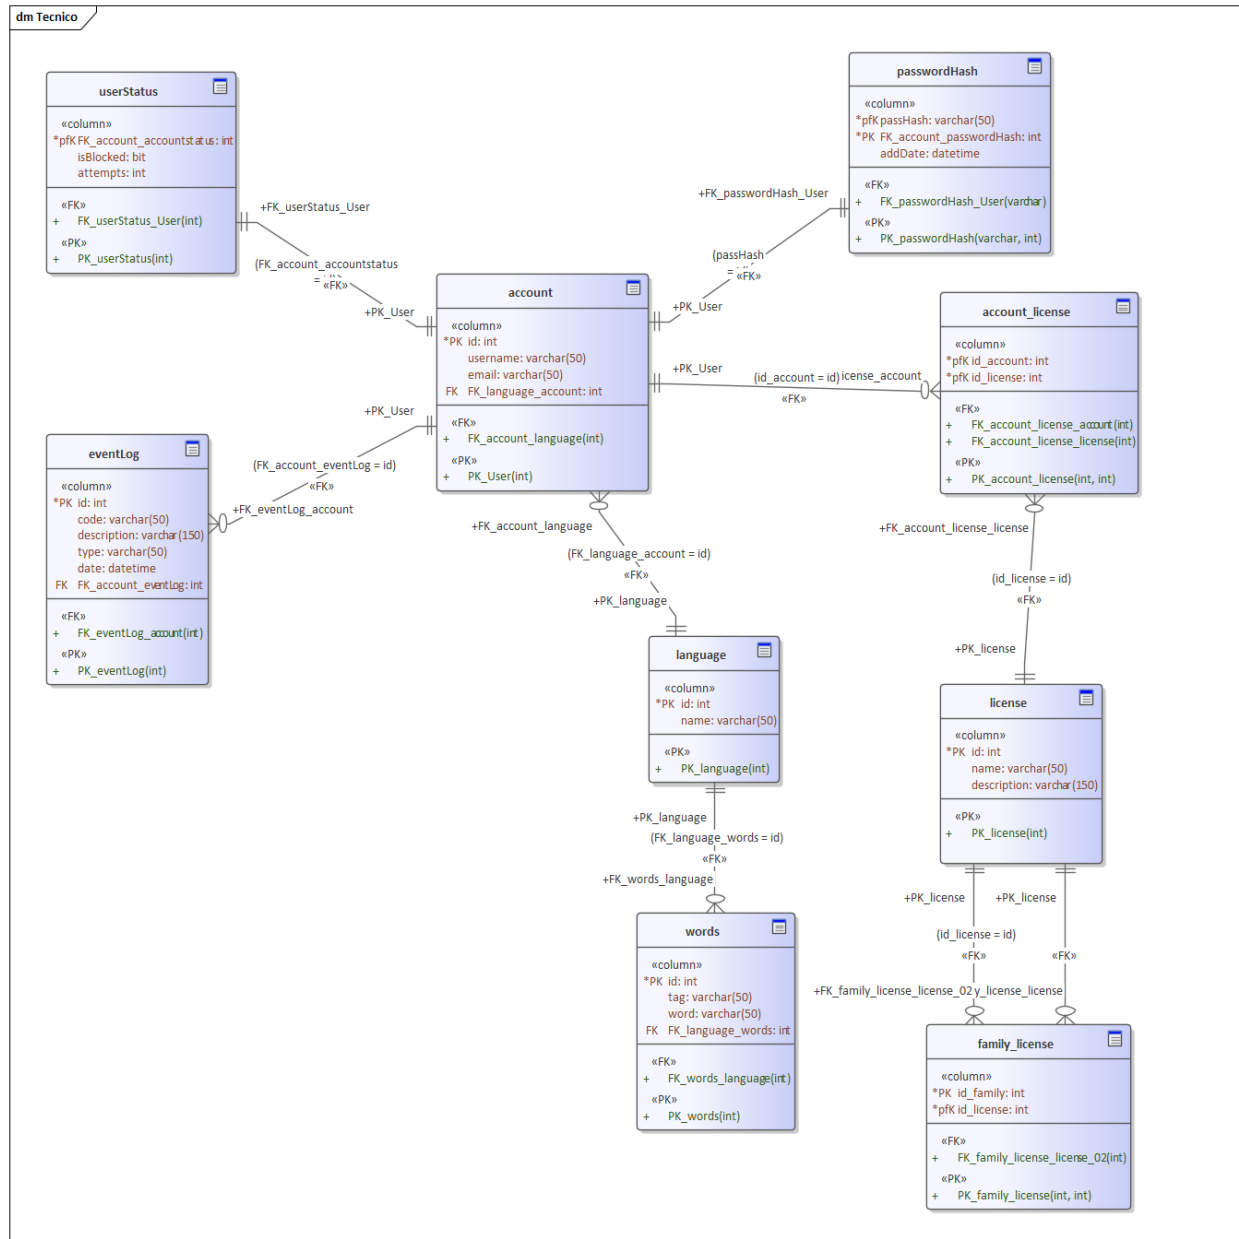 dm Tecnico
userStatus
«column»
*pfK FK_account_accountstatus: int
isBlocked: bit
attempts: int
«FK»
+ FK_userStatus_User(int)
«PK»
+ PK_userStatus(int)
passwordHash
«column»
*pfK passHash: varchar(50)
*PK FK_account_passwordHash: int
addDate: datetime
«FK»
+ FK_passwordHash_User(varchar)
«PK»
+ PK_passwordHash(varchar, int)
+FK_userStatus_User
(FK_account_accountstatus
=
«FK»
+PK_User
+FK_passwordHash_User
(passHash
=
«FK»
+PK_User
account
«column»
*PK id: int
username: varchar(50)
email: varchar(50)
FK FK_language_account: int
«FK»
+ FK_account_language(int)
«PK»
+ PK_User(int)
+PK_User
(id_account = id)
icense_account
«FK»
account_license
«column»
*pfK id_account: int
*pfK id_license: int
«FK»
+ FK_account_license_account(int)
+ FK_account_license_license(int)
«PK»
+ PK_account_license(int, int)
+PK_User
(FK_account_eventLog = id)
«FK»
+FK_eventLog_account
eventLog
«column»
*PK id: int
code: varchar(50)
description: varchar(150)
type: varchar(50)
date: datetime
FK FK_account_eventLog: int
«FK»
+ FK_eventLog_account(int)
«PK»
+ PK_eventLog(int)
+FK_account_language
(FK_language_account = id)
«FK»
+PK_language
+FK_account_license_license
(id_license = id)
«FK»
+PK_license
language
«column»
*PK id: int
name: varchar(50)
«PK»
+ PK_language(int)
license
«column»
*PK id: int
name: varchar(50)
description: varchar(150)
«PK»
+ PK_license(int)
+PK_language
(FK_language_words = id)
«FK»
+FK_words_language
+PK_license
+PK_license
(id_license = id)
«FK»
«FK»
+FK_family_license_license_02
y_license_license
words
«column»
*PK id: int
tag: varchar(50)
word: varchar(50)
FK FK_language_words: int
«FK»
+ FK_words_language(int)
«PK»
+ PK_words(int)
family_license
«column»
*PK id_family: int
*pfK id_license: int
«FK»
+ FK_family_license_license_02(int)
«PK»
+ PK_family_license(int, int)